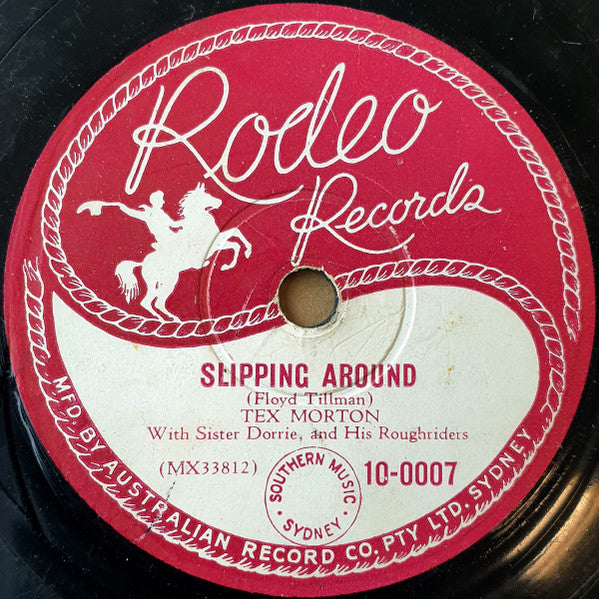 Rodeo
Records
SLIPPING AROUND
(Floyd Tillman)
TEX MORTON
With Sister Dorrie, and His Roughriders
(MX33812)
SOUTHERN MUSIC
• SYDNEY •
10-0007
MFD. BY AUSTRALIAN RECORD CO. PTY LTD. SYDNEY